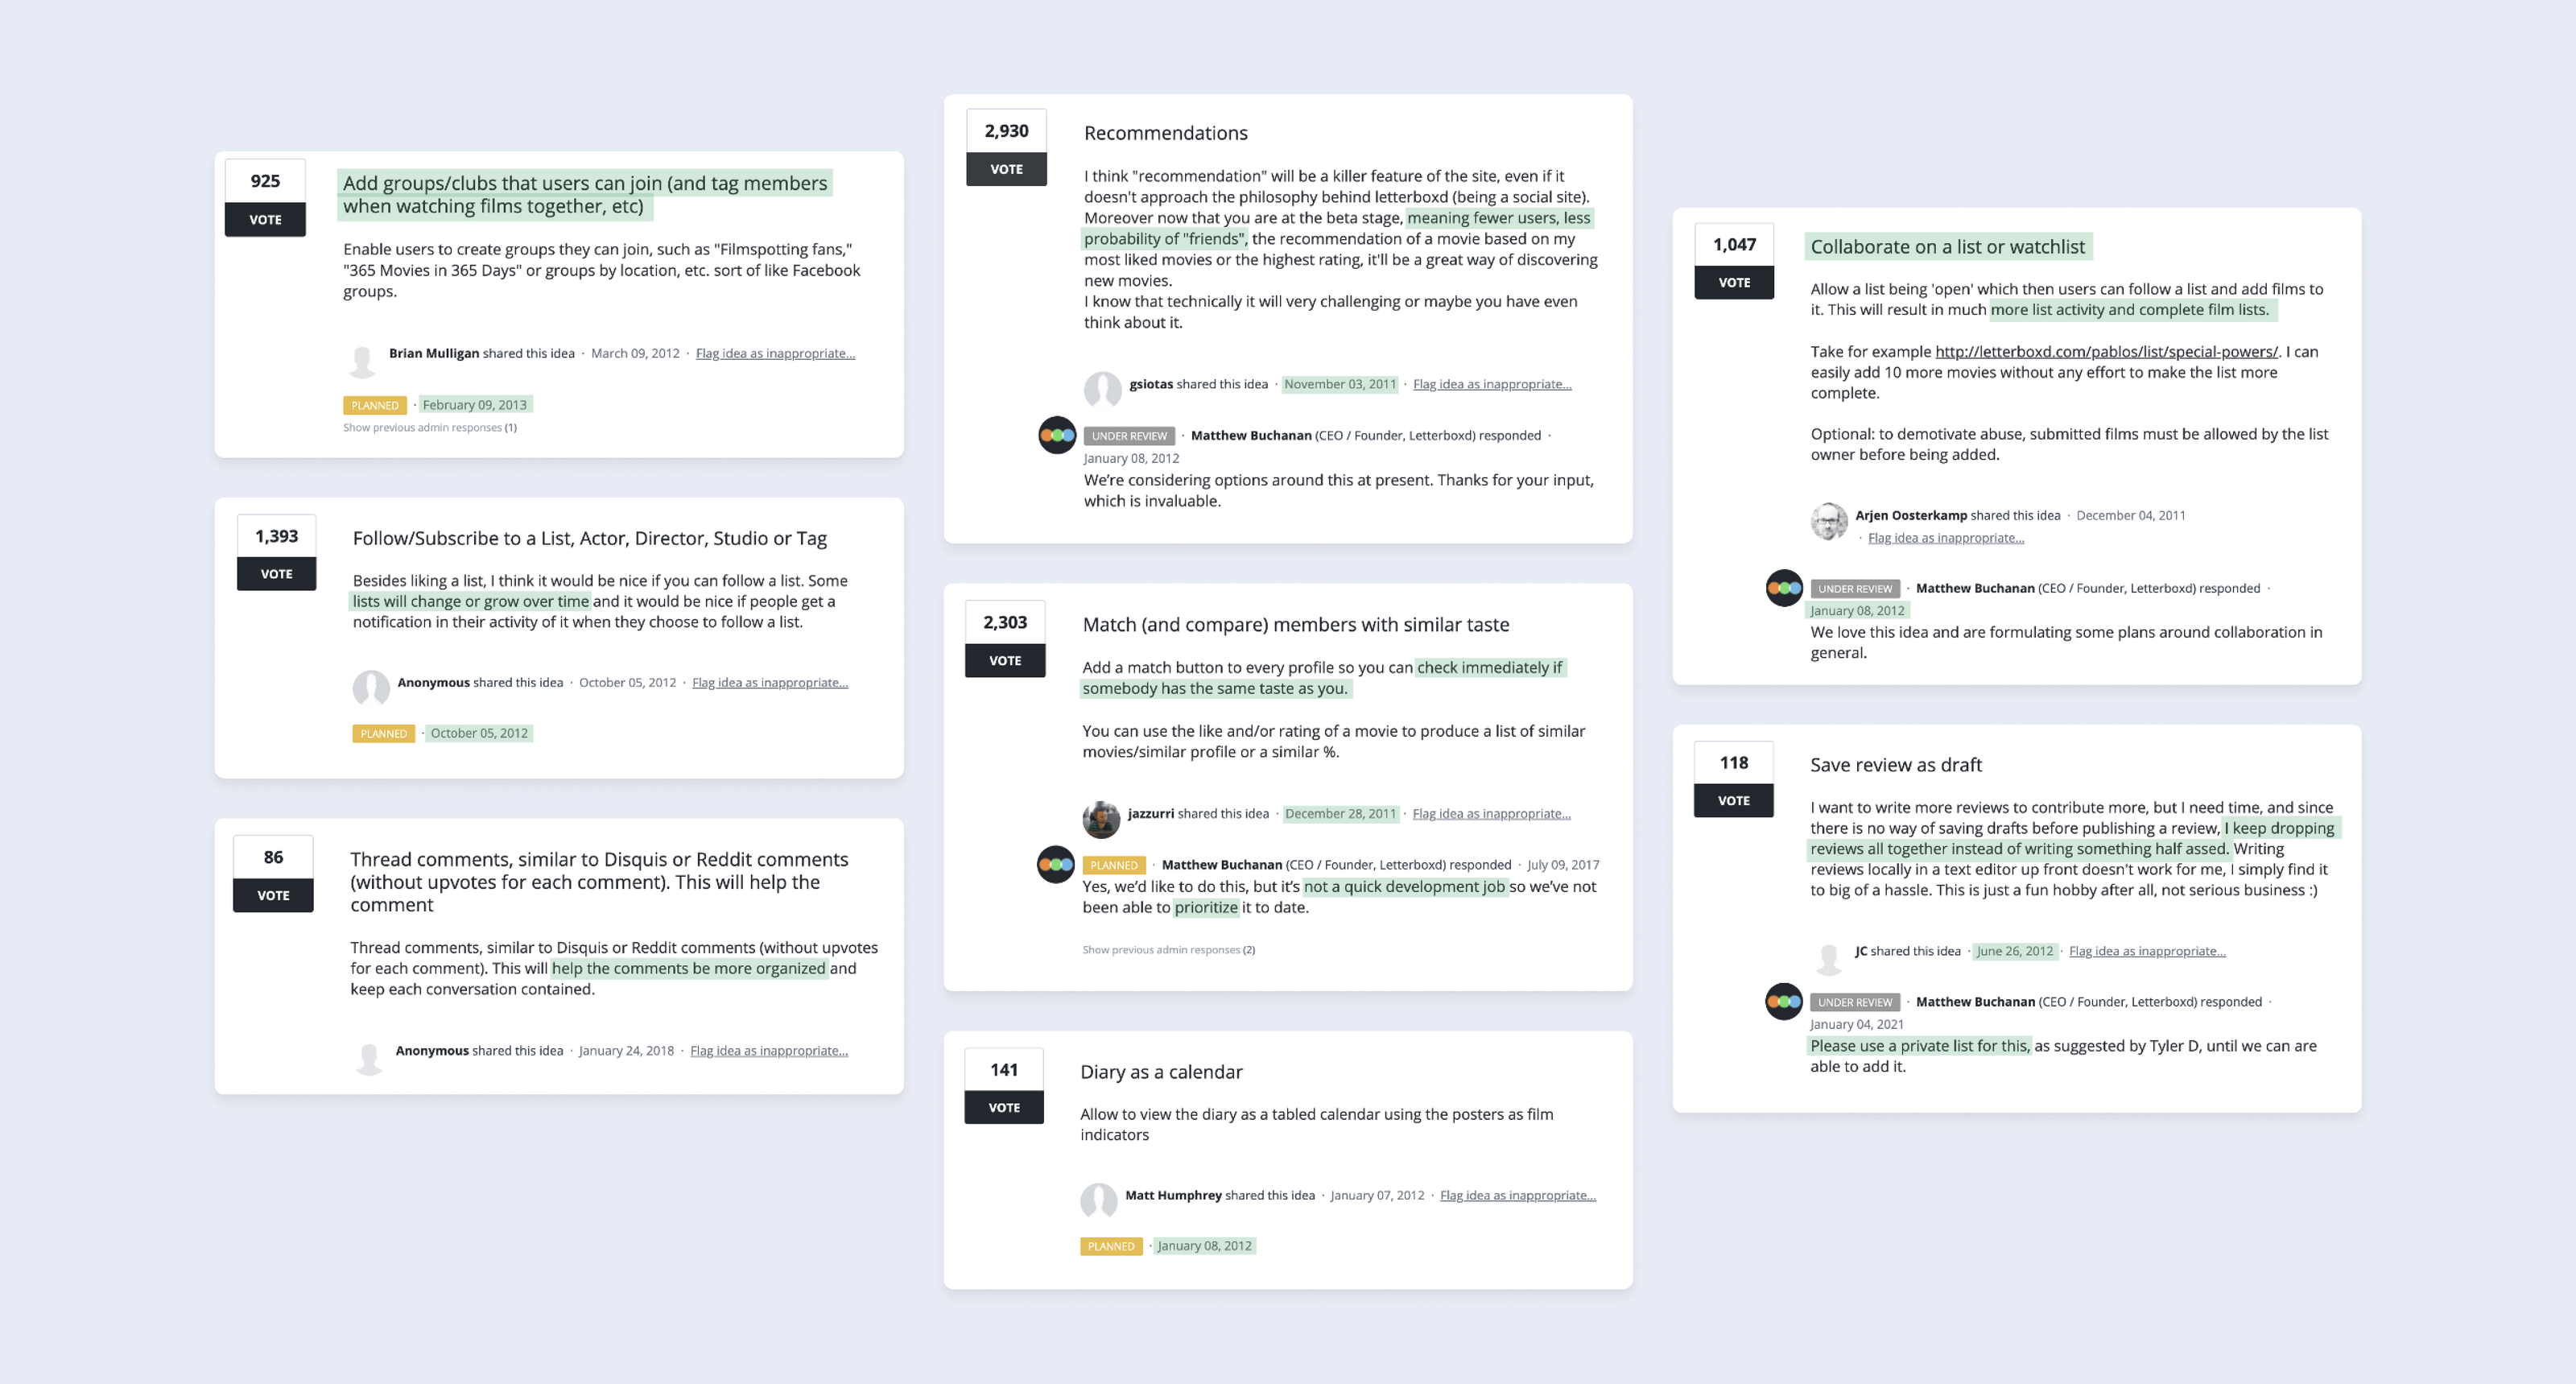 925
VOTE
Add groups/clubs that users can join (and tag members
when watching films together, etc)
Enable users to create groups they can join, such as "Filmspotting fans,"
"365 Movies in 365 Days" or groups by location, etc. sort of like Facebook
groups.
Brian Mulligan shared this idea · March 09, 2012 · Flag idea as inappropriate...
PLANNED · February 09, 2013
Show previous admin responses (1)
1,393
VOTE
Follow/Subscribe to a List, Actor, Director, Studio or Tag
Besides liking a list, I think it would be nice if you can follow a list. Some
lists will change or grow over time and it would be nice if people get a
notification in their activity of it when they choose to follow a list.
Anonymous shared this idea · October 05, 2012 · Flag idea as inappropriate...
PLANNED · October 05, 2012
86
VOTE
Thread comments, similar to Disquis or Reddit comments
(without upvotes for each comment). This will help the
comment
Thread comments, similar to Disquis or Reddit comments (without upvotes
for each comment). This will help the comments be more organized and
keep each conversation contained.
Anonymous shared this idea · January 24, 2018 · Flag idea as inappropriate...
2,930
VOTE
Recommendations
I think "recommendation" will be a killer feature of the site, even if it
doesn't approach the philosophy behind letterboxd (being a social site).
Moreover now that you are at the beta stage, meaning fewer users, less
probability of "friends", the recommendation of a movie based on my
most liked movies or the highest rating, it'll be a great way of discovering
new movies.
I know that technically it will very challenging or maybe you have even
think about it.
gsiotas shared this idea · November 03, 2011 · Flag idea as inappropriate...
UNDER REVIEW · Matthew Buchanan (CEO / Founder, Letterboxd) responded ·
January 08, 2012
We're considering options around this at present. Thanks for your input,
which is invaluable.
2,303
VOTE
Match (and compare) members with similar taste
Add a match button to every profile so you can check immediately if
somebody has the same taste as you.
You can use the like and/or rating of a movie to produce a list of similar
movies/similar profile or a similar %.
jazzurri shared this idea · December 28, 2011 · Flag idea as inappropriate...
PLANNED · Matthew Buchanan (CEO / Founder, Letterboxd) responded · July 09, 2017
Yes, we'd like to do this, but it's not a quick development job so we've not
been able to prioritize it to date.
Show previous admin responses (2)
141
VOTE
Diary as a calendar
Allow to view the diary as a tabled calendar using the posters as film
indicators
Matt Humphrey shared this idea · January 07, 2012 · Flag idea as inappropriate...
PLANNED · January 08, 2012
1,047
VOTE
Collaborate on a list or watchlist
Allow a list being 'open' which then users can follow a list and add films to
it. This will result in much more list activity and complete film lists.
Take for example http://letterboxd.com/pablos/list/special-powers/. I can
easily add 10 more movies without any effort to make the list more
complete.
Optional: to demotivate abuse, submitted films must be allowed by the list
owner before being added.
Arjen Oosterkamp shared this idea · December 04, 2011
· Flag idea as inappropriate...
UNDER REVIEW · Matthew Buchanan (CEO / Founder, Letterboxd) responded ·
January 08, 2012
We love this idea and are formulating some plans around collaboration in
general.
118
VOTE
Save review as draft
I want to write more reviews to contribute more, but I need time, and since
there is no way of saving drafts before publishing a review, I keep dropping
reviews all together instead of writing something half assed. Writing
reviews locally in a text editor up front doesn't work for me, I simply find it
to big of a hassle. This is just a fun hobby after all, not serious business :)
JC shared this idea · June 26, 2012 · Flag idea as inappropriate...
UNDER REVIEW · Matthew Buchanan (CEO / Founder, Letterboxd) responded ·
January 04, 2021
Please use a private list for this, as suggested by Tyler D, until we can are
able to add it.